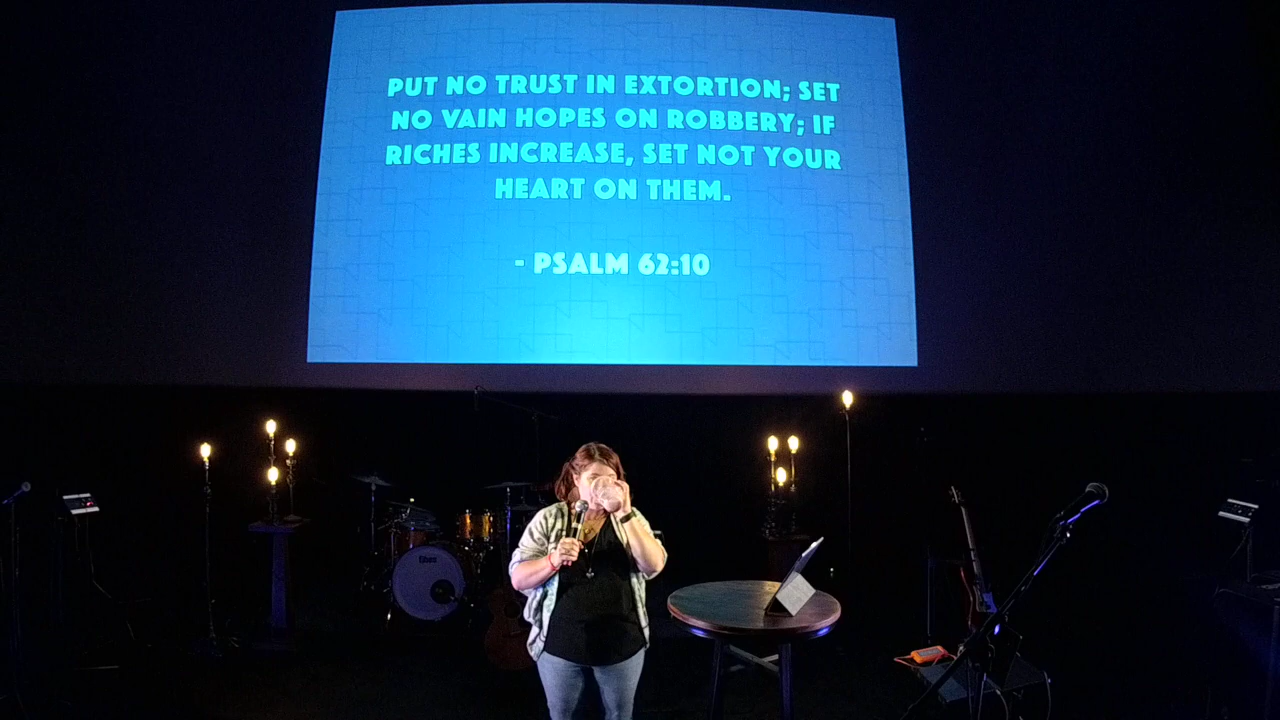 PUT NO TRUST IN EXTORTION; SET
NO VAIN HOPES ON ROBBERY; IF
RICHES INCREASE, SET NOT YOUR
HEART ON THEM.
- PSALM 62:10